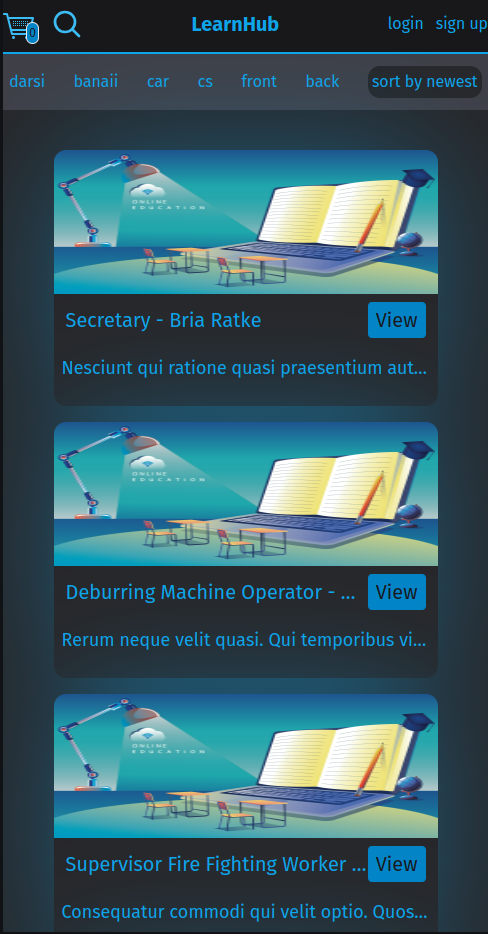 0
LearnHub
login sign up
darsi banaii car cs front back sort by newest
ONLINE
EDUCATION
Secretary - Bria Ratke View
Nesciunt qui ratione quasi praesentium aut...
ONLINE
EDUCATION
Deburring Machine Operator - ... View
Rerum neque velit quasi. Qui temporibus vi...
ONLINE
EDUCATION
Supervisor Fire Fighting Worker ... View
Consequatur commodi qui velit optio. Quos...